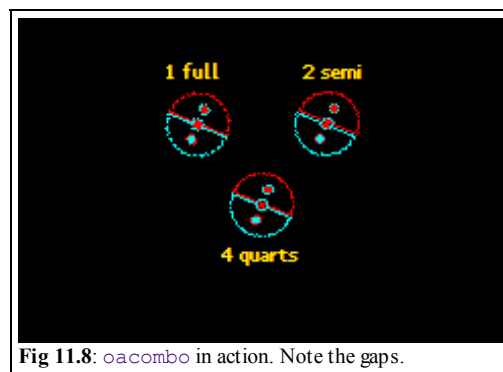 1 full 2 semi
4 quarts
Fig 11.8: oacombo in action. Note the gaps.